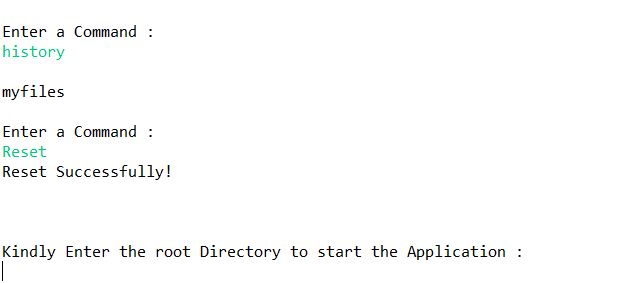 Enter a Command :
history
myfiles
Enter a Command :
Reset
Reset Successfully!
Kindly Enter the root Directory to start the Application :